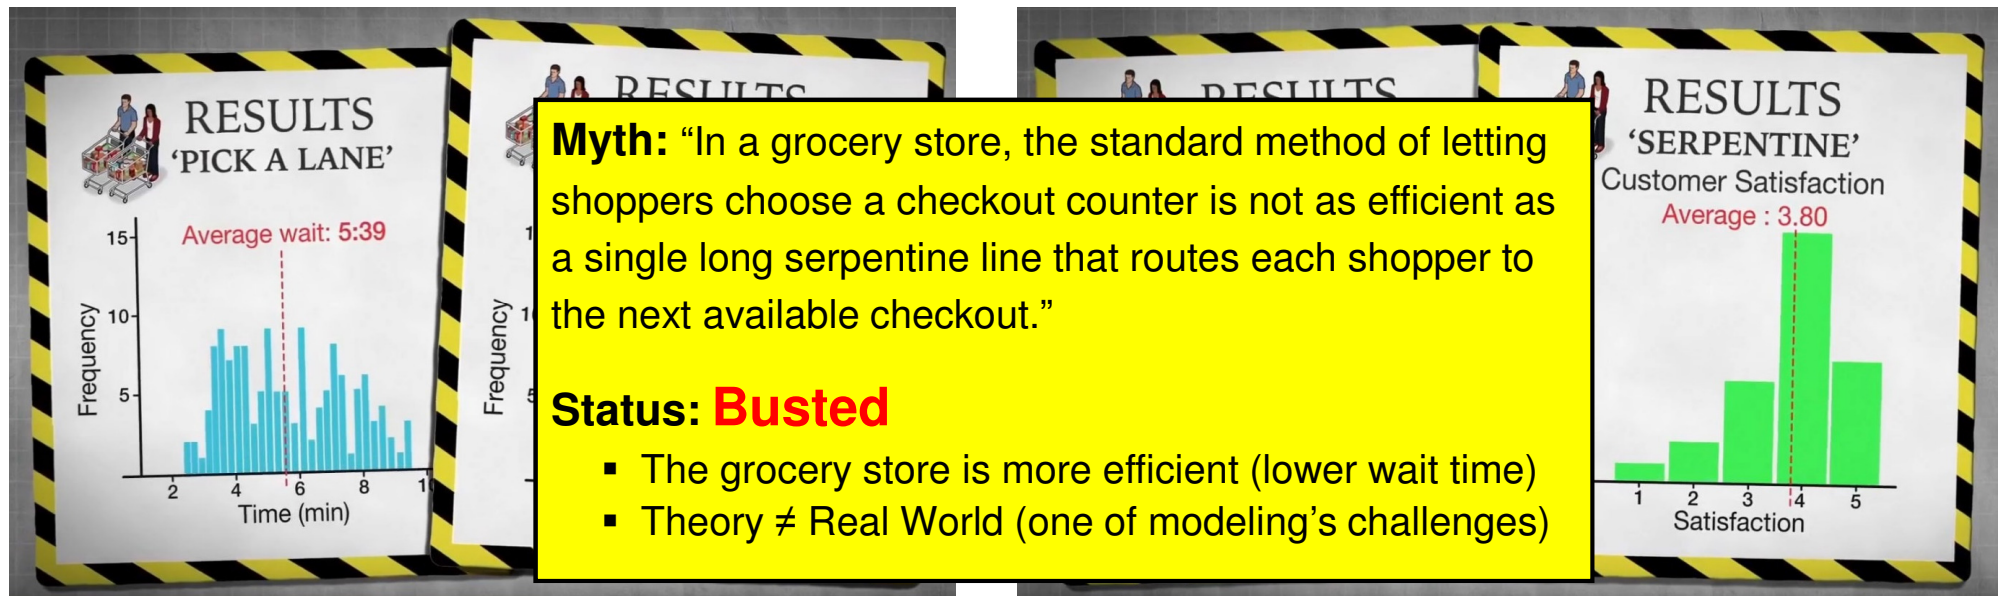 RESULTS
'PICK A LANE'
Average wait: 5:39
15
10
5
Frequency
2 4 6 8
Time (min)
RESULTS
Frequency
RESULTS
Myth: “In a grocery store, the standard method of letting
shoppers choose a checkout counter is not as efficient as
a single long serpentine line that routes each shopper to
the next available checkout.”
Status: Busted
▪ The grocery store is more efficient (lower wait time)
▪ Theory ≠ Real World (one of modeling’s challenges)
RESULTS
'SERPENTINE'
Customer Satisfaction
Average : 3.80
1 2 3 4 5
Satisfaction